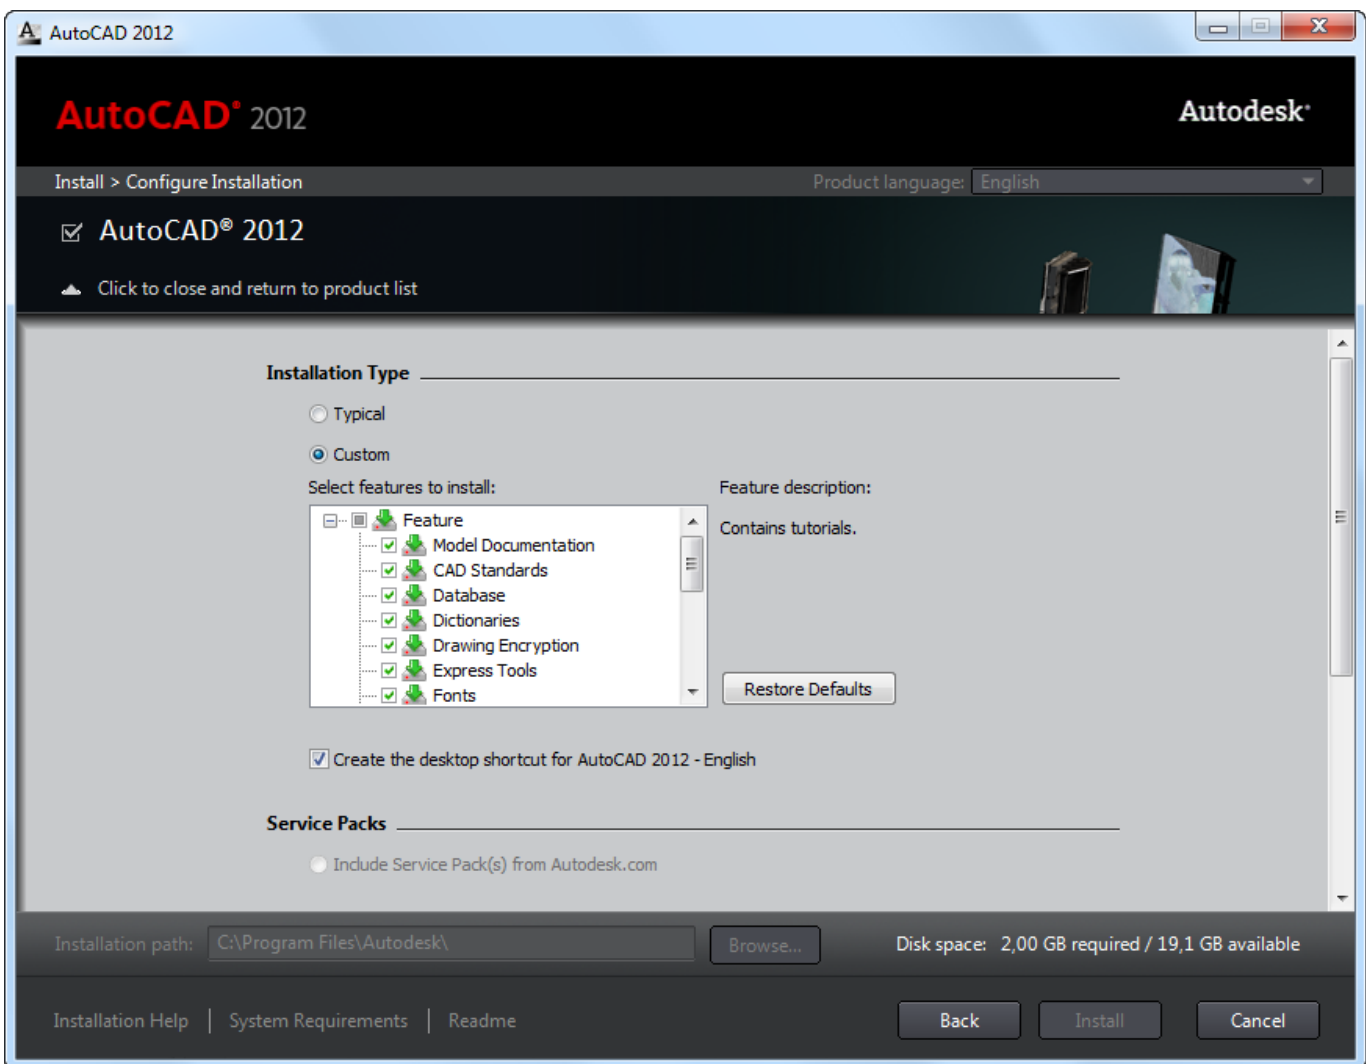 AutoCAD 2012
AutoCAD® 2012
Autodesk®
Install > Configure Installation
Product language: English
AutoCAD® 2012
Click to close and return to product list
Installation Type
Typical
Custom
Select features to install:
Feature description:
Feature
Contains tutorials.
Model Documentation
CAD Standards
Database
Dictionaries
Drawing Encryption
Express Tools
Restore Defaults
Fonts
Create the desktop shortcut for AutoCAD 2012 - English
Service Packs
Include Service Pack(s) from Autodesk.com
Installation path: C:\Program Files\Autodesk\ Browse...
Disk space: 2,00 GB required / 19,1 GB available
Installation Help | System Requirements | Readme
Back Install Cancel